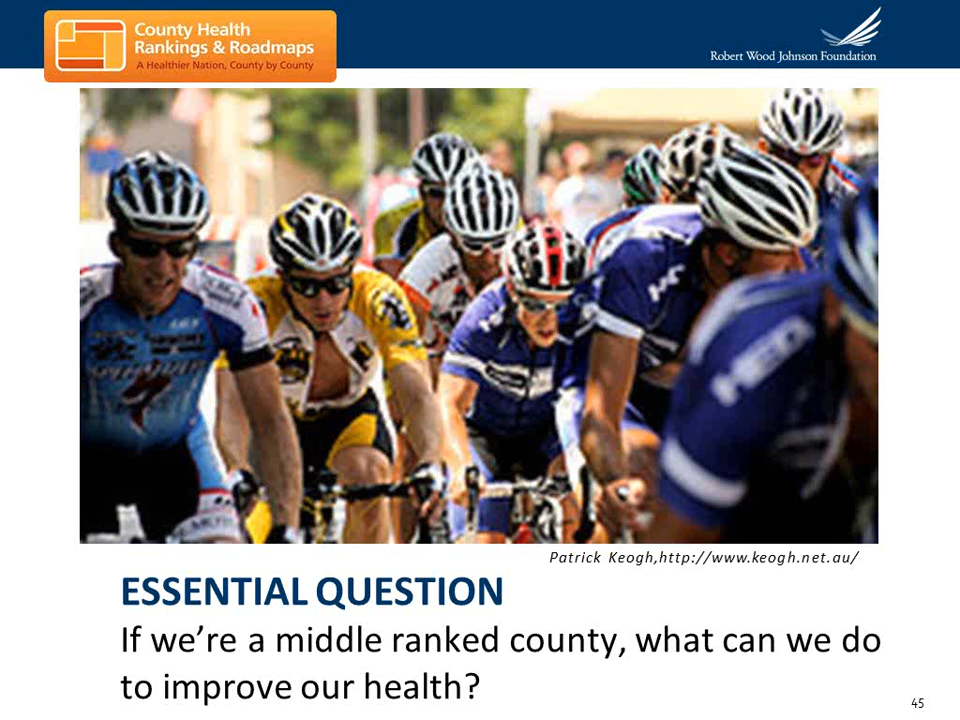 County Health
Rankings & Roadmaps
A Healthier Nation, County by County
Robert Wood Johnson Foundation
Patrick Keogh,http://www.keogh.net.au/
ESSENTIAL QUESTION
If we’re a middle ranked county, what can we do
to improve our health?
45